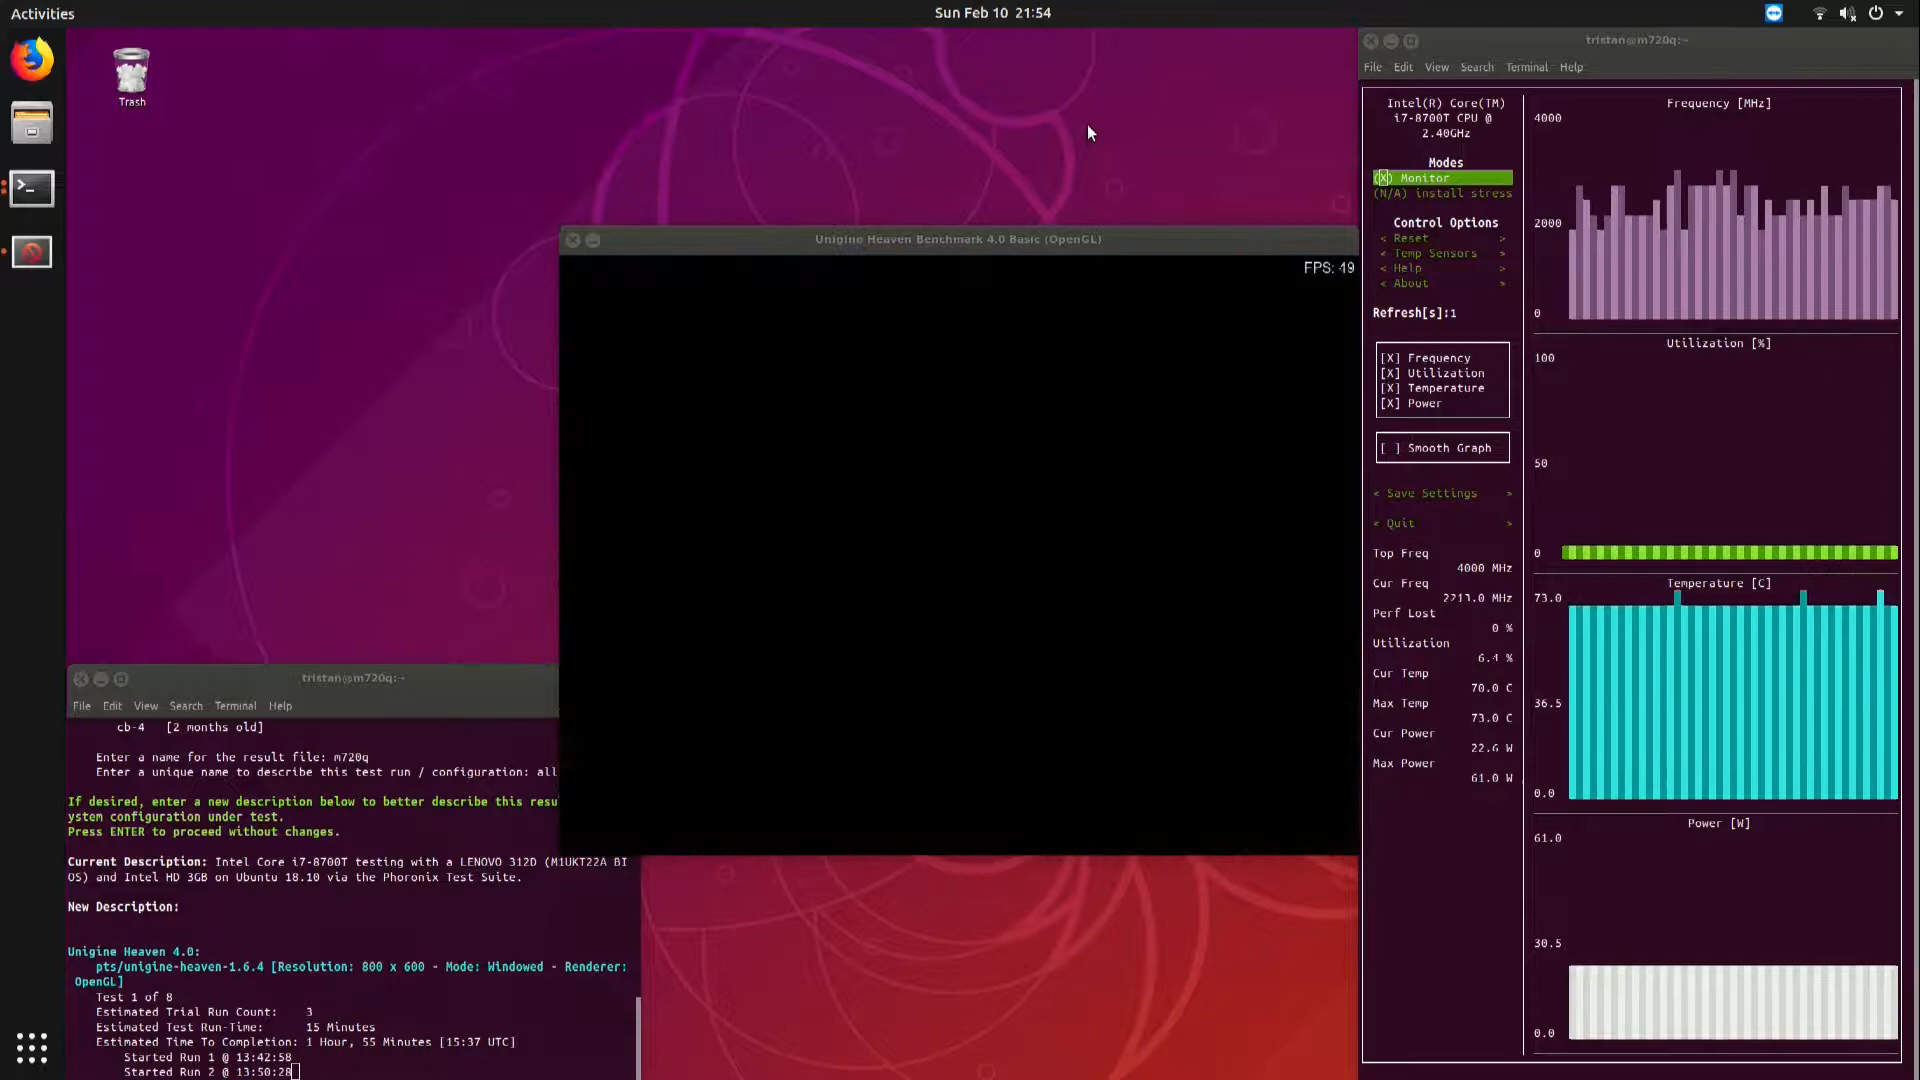 Activities
Sun Feb 10 21:54
Trash
Unigine Heaven Benchmark 4.0 Basic (OpenGL)
FPS: 49
tristan@m720q:~
File Edit View Search Terminal Help
cb-4 [2 months old]
Enter a name for the result file: m720q
Enter a unique name to describe this test run / configuration: all
If desired, enter a new description below to better describe this resu
ystem configuration under test.
Press ENTER to proceed without changes.
Current Description: Intel Core i7-8700T testing with a LENOVO 312D (M1UKT22A BI
OS) and Intel HD 3GB on Ubuntu 18.10 via the Phoronix Test Suite.
New Description:
Unigine Heaven 4.0:
pts/unigine-heaven-1.6.4 [Resolution: 800 x 600 - Mode: Windowed - Renderer:
OpenGL]
Test 1 of 8
Estimated Trial Run Count: 3
Estimated Test Run-Time: 15 Minutes
Estimated Time To Completion: 1 Hour, 55 Minutes [15:37 UTC]
Started Run 1 @ 13:42:58
Started Run 2 @ 13:50:28
tristan@m720q:~
File Edit View Search Terminal Help
Intel(R) Core(TM)
i7-8700T CPU @
2.40GHz
Modes
(X) Monitor
(N/A) install stress
Control Options
< Reset >
< Temp Sensors >
< Help >
< About >
Refresh[s]:1
[X] Frequency
[X] Utilization
[X] Temperature
[X] Power
[ ] Smooth Graph
< Save Settings >
< Quit >
Top Freq
4000 MHz
Cur Freq
2213.0 MHz
Perf Lost
0 %
Utilization
6.4 %
Cur Temp
70.0 C
Max Temp
73.0 C
Cur Power
22.6 W
Max Power
61.0 W
Frequency [MHz]
4000
2000
0
Utilization [%]
100
50
0
Temperature [C]
73.0
36.5
0.0
Power [W]
61.0
30.5
0.0